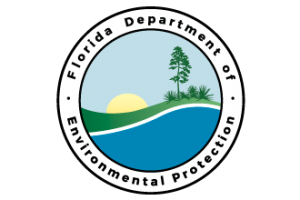 Florida Department of
Environmental Protection